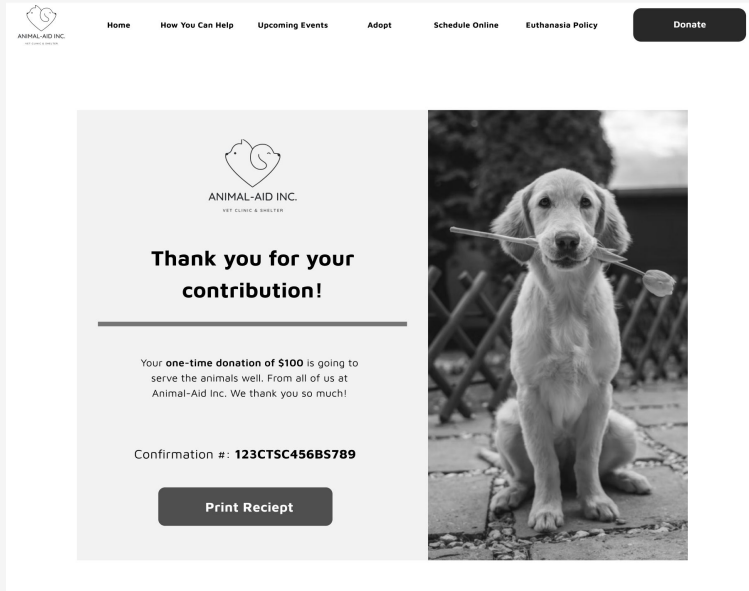 ANIMAL-AID INC.
VET CLINIC & SHELTER
Home
How You Can Help
Upcoming Events
Adopt
Schedule Online
Euthanasia Policy
Donate
ANIMAL-AID INC.
VET CLINIC & SHELTER
Thank you for your
contribution!
Your one-time donation of $100 is going to
serve the animals well. From all of us at
Animal-Aid Inc. We thank you so much!
Confirmation #: 123CTSC456BS789
Print Reciept